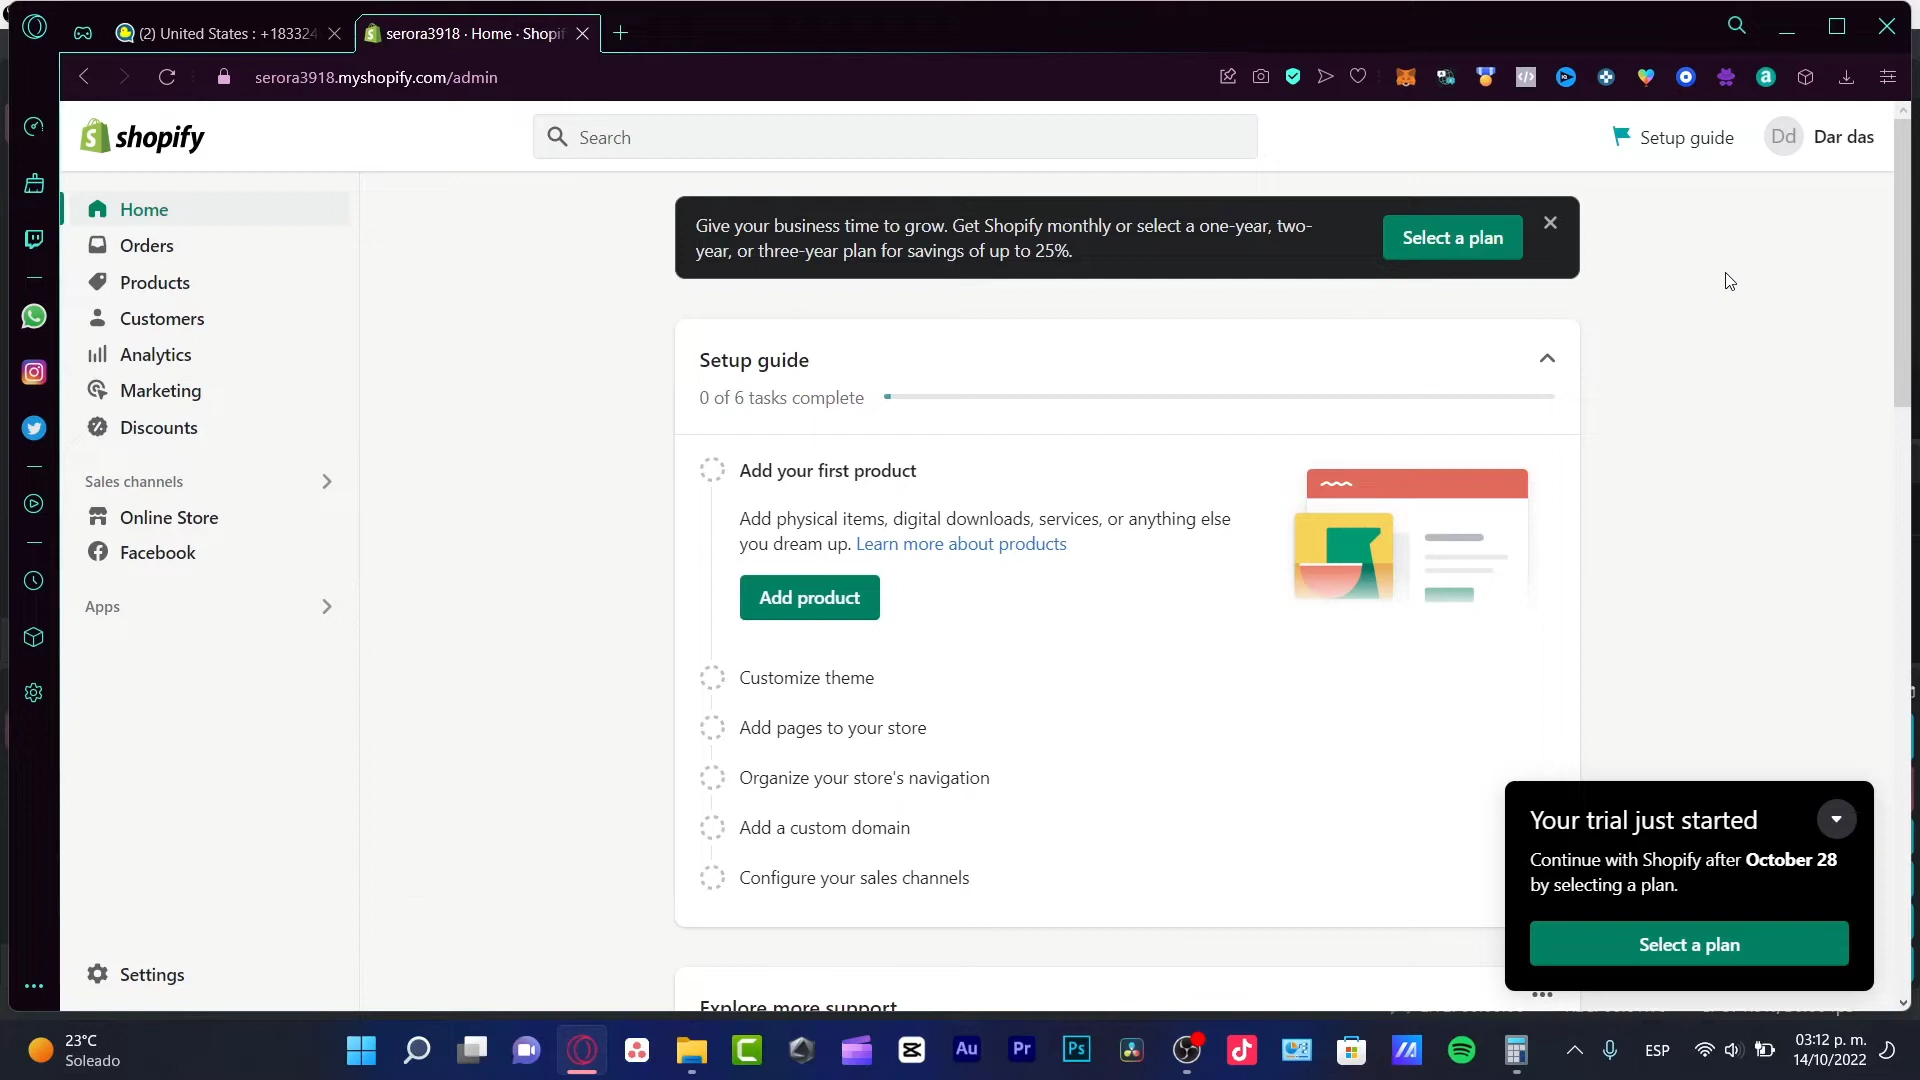 (2) United States : +183324
serora3918 · Home · Shopif
serora3918.myshopify.com/admin
shopify
Search
Setup guide
Dd
Dar das
Home
Orders
Products
Customers
Analytics
Marketing
Discounts
Sales channels
Online Store
Facebook
Apps
Settings
Give your business time to grow. Get Shopify monthly or select a one-year, two-
year, or three-year plan for savings of up to 25%.
Select a plan
Setup guide
0 of 6 tasks complete
Add your first product
Add physical items, digital downloads, services, or anything else
you dream up. Learn more about products
Add product
Customize theme
Add pages to your store
Organize your store's navigation
Add a custom domain
Configure your sales channels
Explore more support
Your trial just started
Continue with Shopify after October 28
by selecting a plan.
Select a plan
23°C
Soleado
Au
Pr
Ps
ESP
03:12 p. m.
14/10/2022